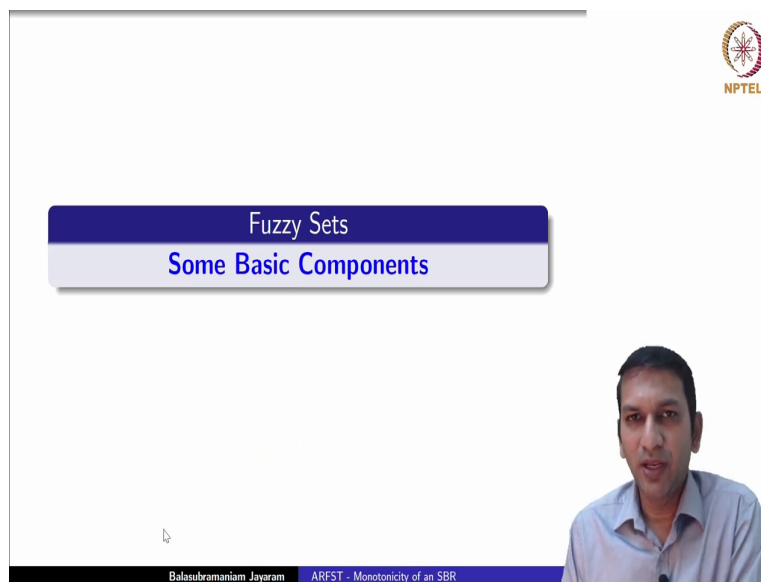 NPTEL
Fuzzy Sets
Some Basic Components
Balasubramaniam Jayaram ARFST - Monotonicity of an SBR